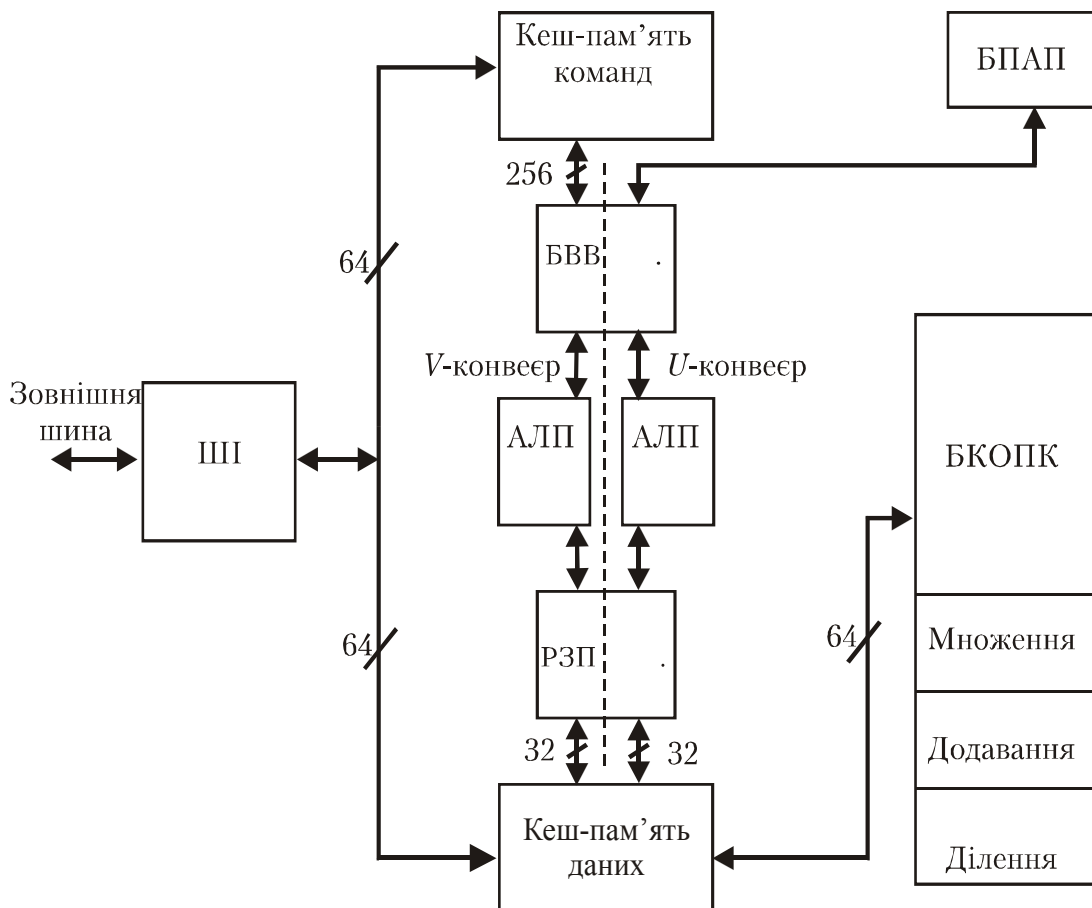 Кеш-пам’ять
команд
БПАП
256
БВВ .
64
V-конвеєр
U-конвеєр
Зовнішня
шина
ШІ
АЛП
АЛП
БКОПК
64
РЗП .
64
Множення
32
32
Додавання
Кеш-пам’ять
даних
Ділення